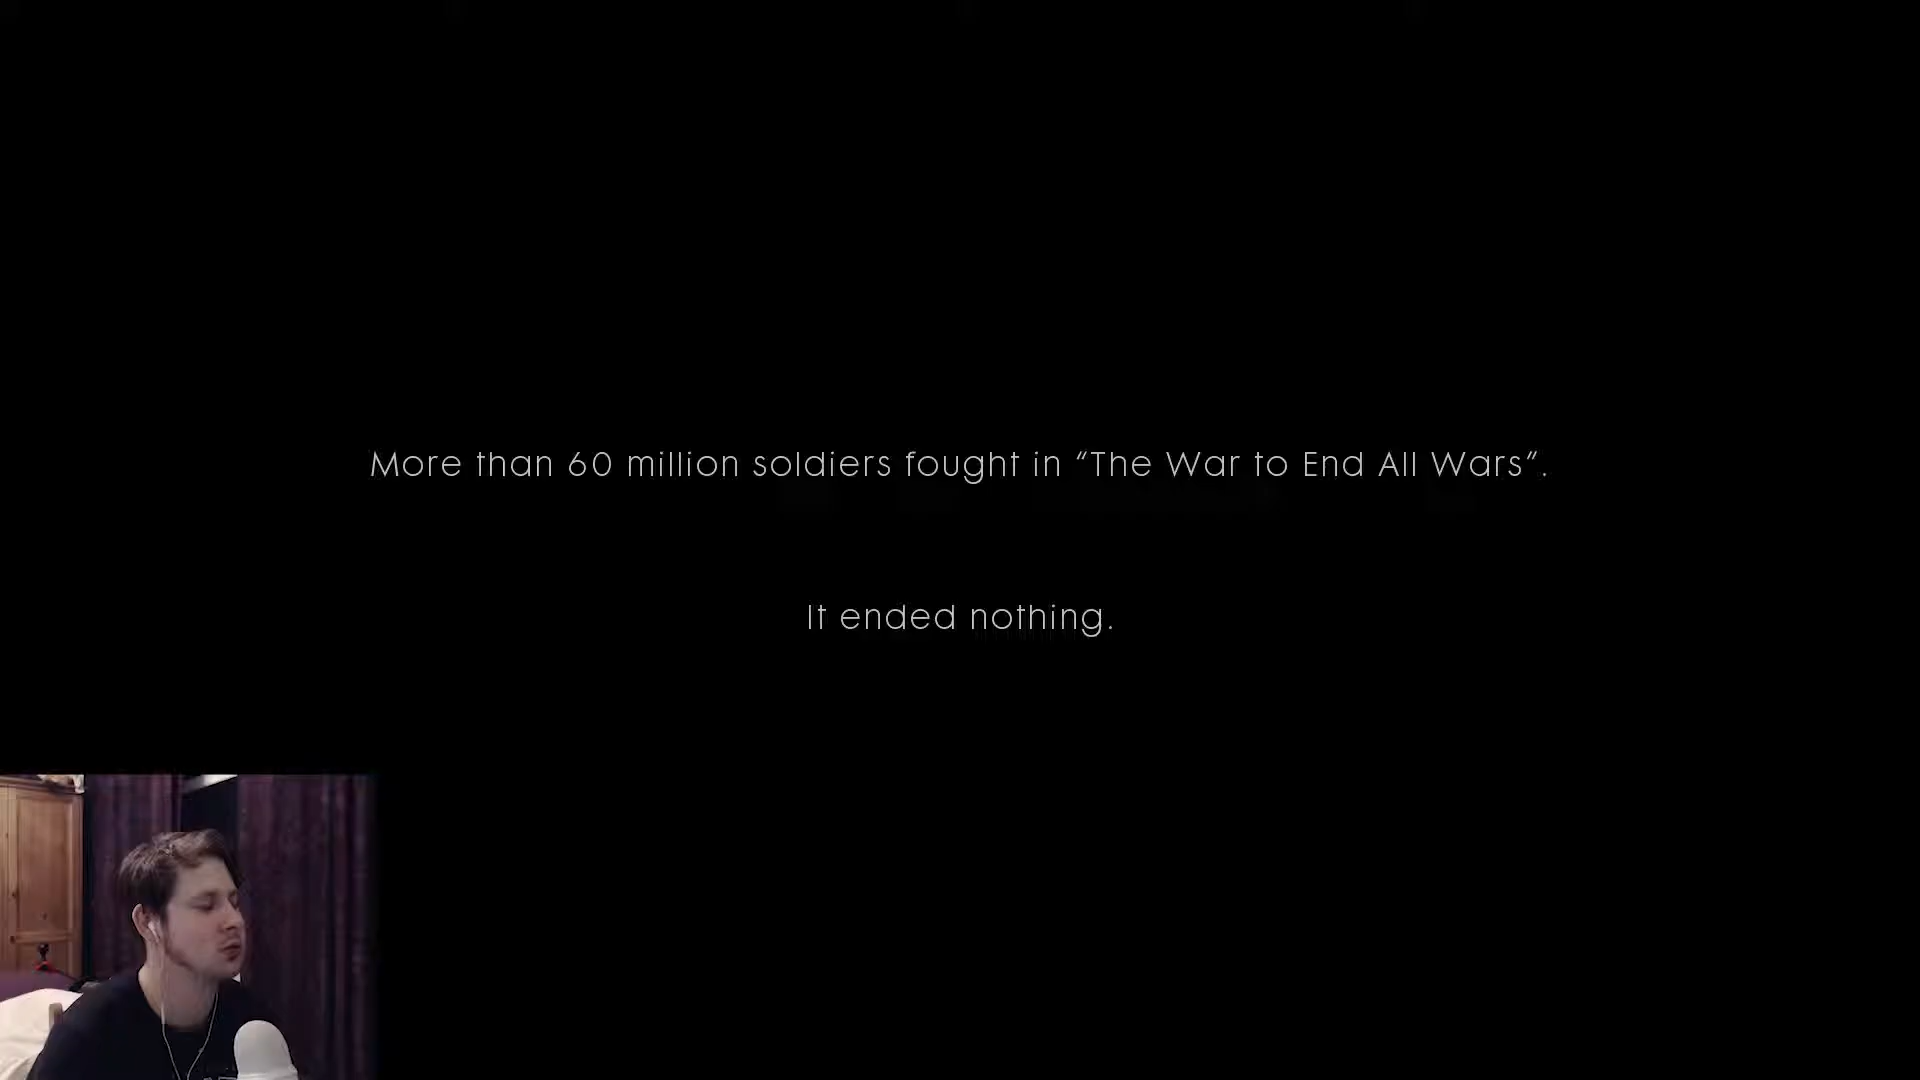 More than 60 million soldiers fought in “The War to End All Wars”.
It ended nothing.